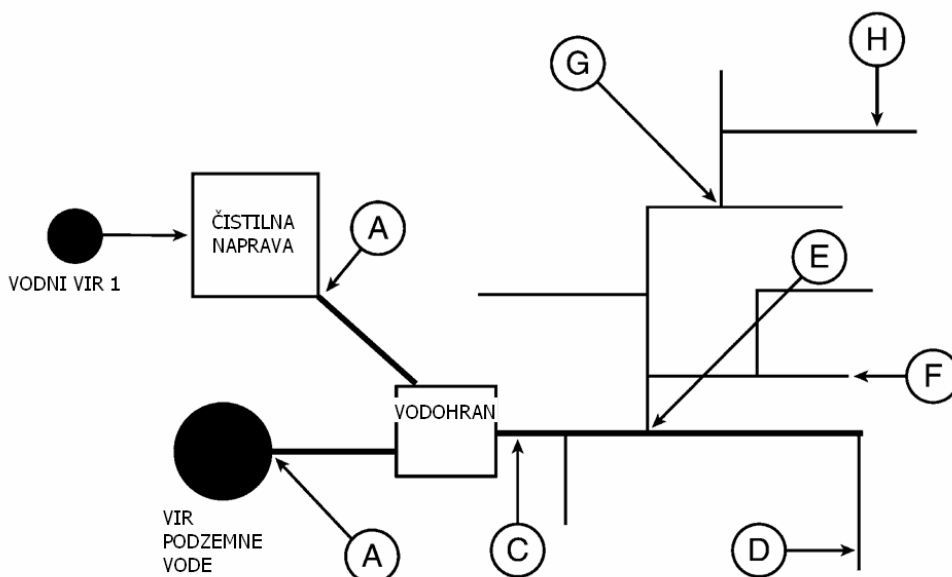 H
G
ČISTILNA
NAPRAVA
A
VODNI VIR 1
E
F
VODOHRAN
VIR
PODZEMNE
VODE
A
C
D